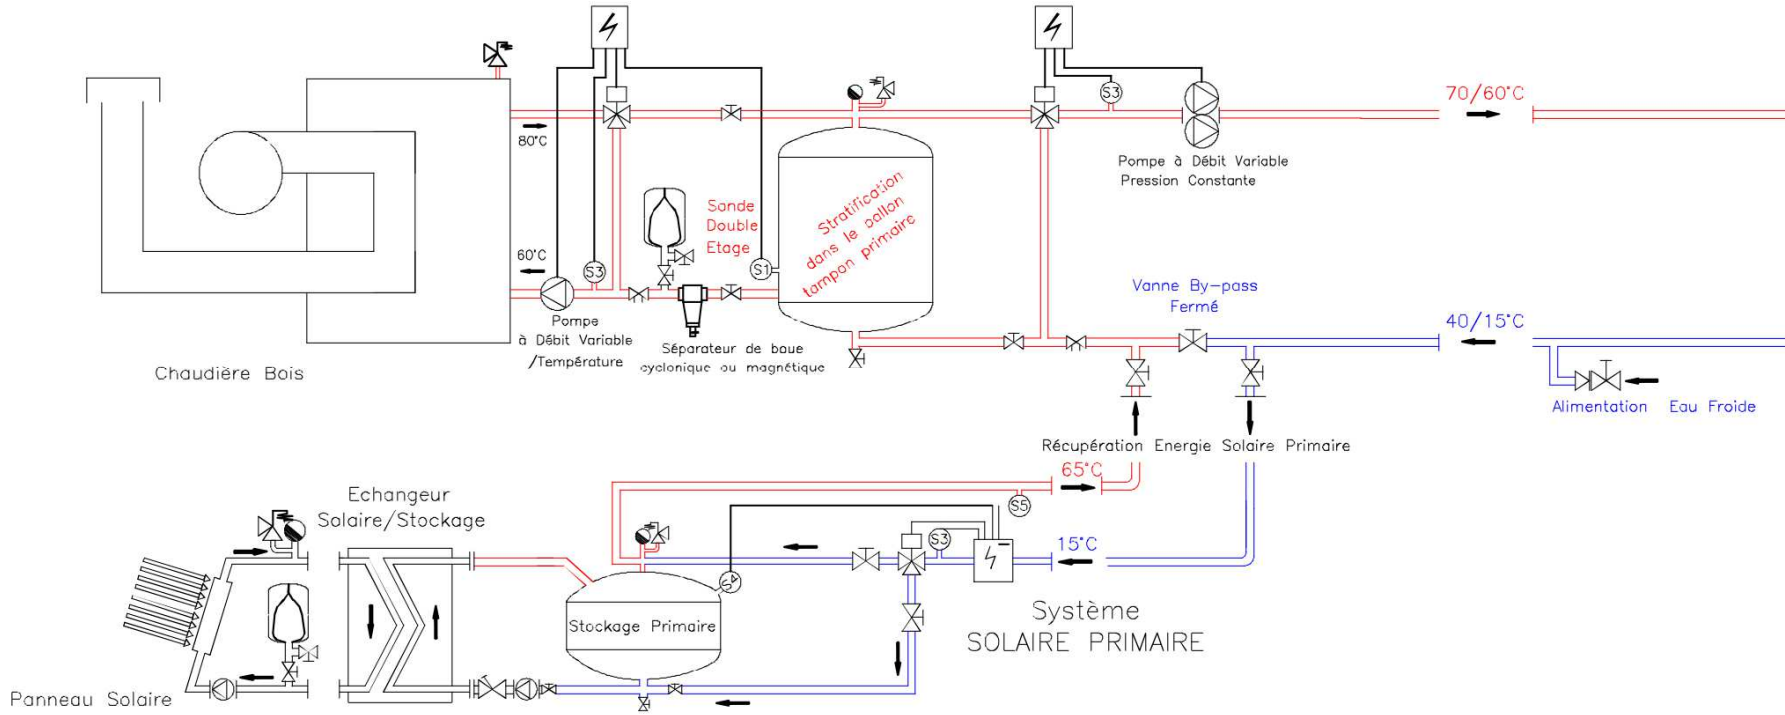 S3
70/60°C
80°C
Pompe à Débit Variable
Pression Constante
Sande
Double
Etage
Stratification
dans le ballon
tampon primaire
60°C
S3
S1
Vanne By-pass
Fermé
Pompe
à Débit Variable
/Température
Séparateur de boue
cyclonique ou magnétique
40/15°C
Chaudière Bois
Alimentation Eau Froide
Récupération Energie Solaire Primaire
65°C
Echangeur
Solaire/Stockage
S5
S3
15°C
S4
Stockage Primaire
Système
SOLAIRE PRIMAIRE
Panneau Solaire